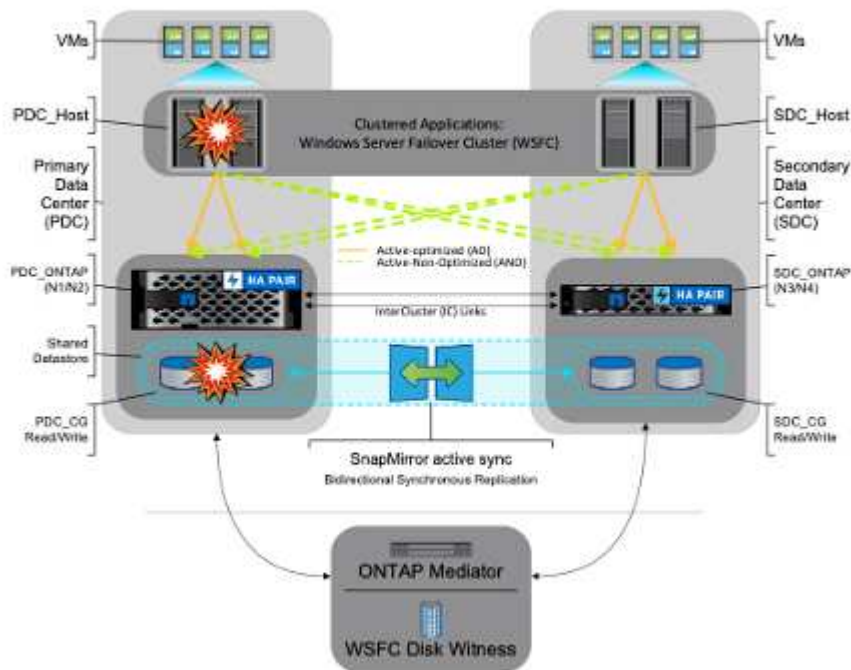 VMs
VMs
PDC_Host
SDC_Host
Clustered Applications:
Windows Server Failover Cluster (WSFC)
Primary
Data
Center
(PDC)
Secondary
Data
Center
(SDC)
Active-optimized (AO)
Active-Non-Optimized (ANO)
PDC_ONTAP
(N1/N2)
HA PAIR
HA PAIR
SDC_ONTAP
(N3/N4)
InterCluster (IC) Links
Shared
Datastore
PDC_CG
Read/Write
SDC_CG
Read/Write
SnapMirror active sync
Bidirectional Synchronous Replication
ONTAP Mediator
WSFC Disk Witness